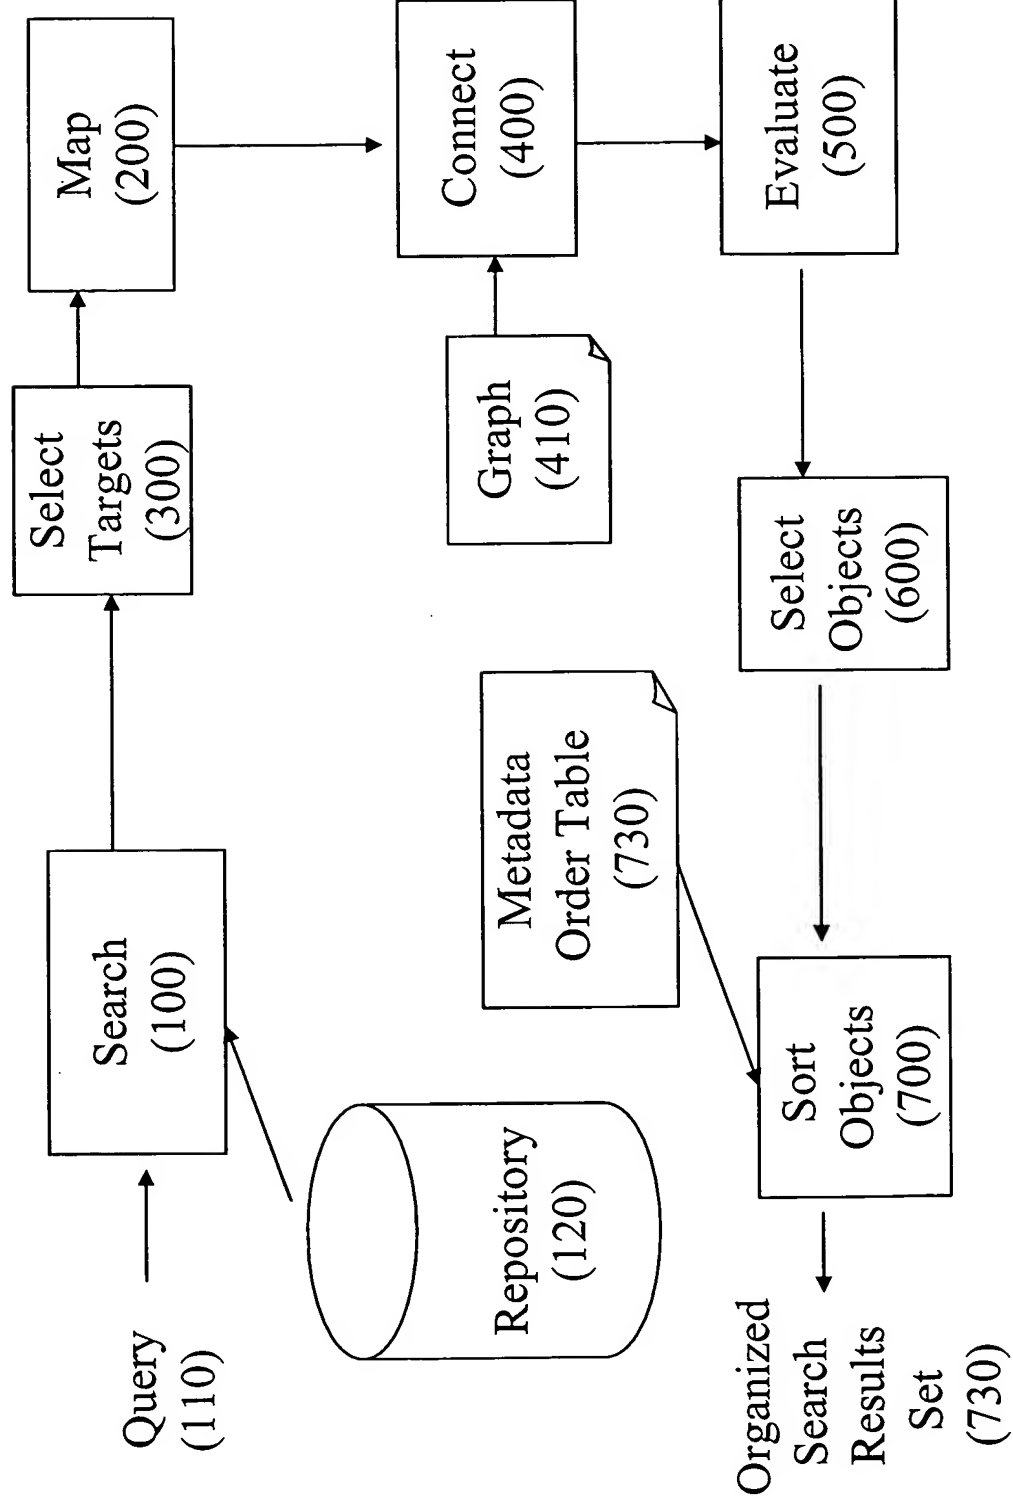 Query
(110)
Search
(100)
Select
Targets
(300)
Map
(200)
Repository
(120)
Metadata
Order Table
(730)
Graph
(410)
Connect
(400)
Organized
Search
Results
Set
(730)
Sort
Objects
(700)
Select
Objects
(600)
Evaluate
(500)